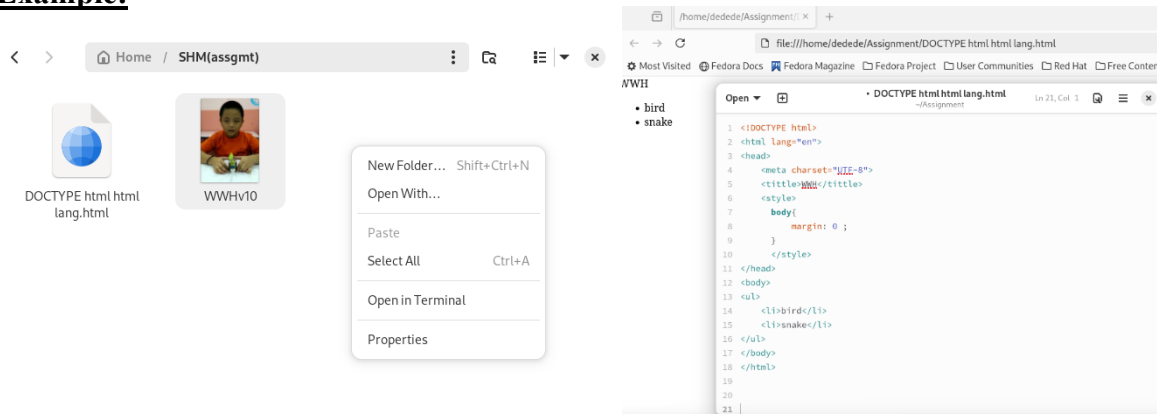 Example:
Home / SHM(assgmt)
DOCTYPE html html
lang.html
WWHv10
New Folder... Shift+Ctrl+N
Open With...
Paste
Select All Ctrl+A
Open in Terminal
Properties
/home/dedede/Assignment/
file:///home/dedede/Assignment/DOCTYPE html html lang.html
Most Visited Fedora Docs Fedora Magazine Fedora Project User Communities Red Hat Free Conten
WWH
• bird
• snake
Open
• DOCTYPE html html lang.html
~/Assignment
Ln 21, Col 1
1 <!DOCTYPE html>
2 <html lang="en">
3 <head>
4 <meta charset="UTF-8">
5 <tittle>WWH</tittle>
6 <style>
7 body{
8 margin: 0 ;
9 }
10 </style>
11 </head>
12 <body>
13 <ul>
14 <li>bird</li>
15 <li>snake</li>
16 </ul>
17 </body>
18 </html>
19
20
21